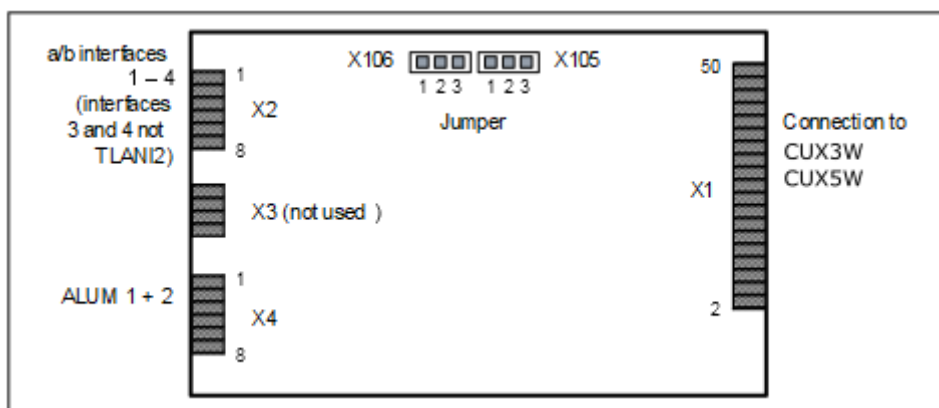 a/b interfaces
1 – 4
(interfaces
3 and 4 not
TLANI2)
1
X2
8
X3 (not used )
ALUM 1 + 2
1
X4
8
X106
X105
1 2 3
1 2 3
Jumper
50
X1
2
Connection to
CUX3W
CUX5W